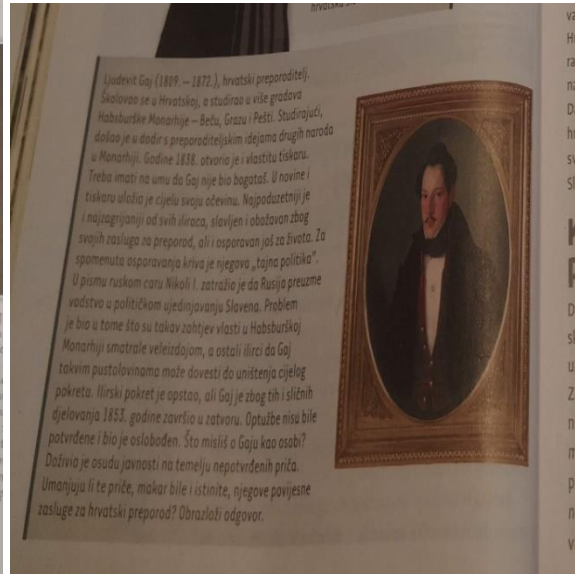 hrvatsku
Ljudevit Gaj (1809. – 1872.), hrvatski preporoditelj.
Školovao se u Hrvatskoj, a studirao u više gradova
Habsburške Monarhije – Beču, Grazu i Pešti. Studirajući,
došao je u dodir s preporoditeljskim idejama drugih naroda
u Monarhiji. Godine 1838. otvorio je i vlastitu tiskaru.
Treba imati na umu da Gaj nije bio bogataš. U novine i
tiskaru uložio je cijelu svoju očevinu. Najpoduzetniji je
i najzagrijaniji od svih iliraca, slavljen i obožavan zbog
svojih zasluga za preporod, ali i osporavan još za života. Za
spomenuta osporavanja kriva je njegova „tajna politika“.
U pismu ruskom caru Nikoli I. zatražio je da Rusija preuzme
vodstvo u političkom ujedinjavanju Slavena. Problem
je bio u tome što su takav zahtjev vlasti u Habsburškoj
Monarhiji smatrale veleizdajom, a ostali ilirci da Gaj
takvim pustolovinama može dovesti do uništenja cijelog
pokreta. Ilirski pokret je opstao, ali Gaj je zbog tih i sličnih
djelovanja 1853. godine završio u zatvoru. Optužbe nisu bile
potvrđene i bio je oslobođen. Što misliš o Gaju kao osobi?
Doživio je osudu javnosti na temelju nepotvrđenih priča.
Umanjuju li te priče, makar bile i istinite, njegove povijesne
zasluge za hrvatski preporod? Obrazloži odgovor.